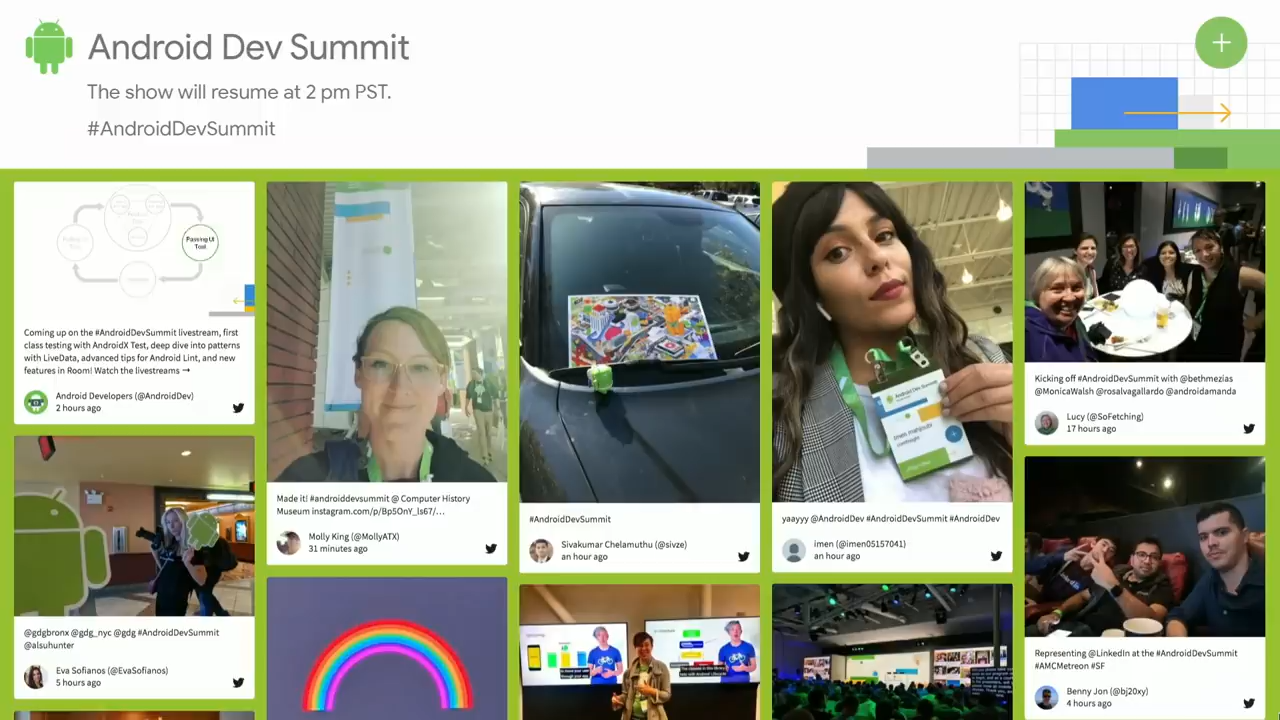 Android Dev Summit
The show will resume at 2 pm PST.
#AndroidDevSummit
Passing UI
Test
Coming up on the #AndroidDevSummit livestream, first
class testing with AndroidX Test, deep dive into patterns
with LiveData, advanced tips for Android Lint, and new
features in Room! Watch the livestreams →
Android Developers (@AndroidDev)
2 hours ago
@gdgbronx @gdg_nyc @gdg #AndroidDevSummit
@alsuhunter
Eva Sofianos (@EvaSofianos)
5 hours ago
Made it! #androiddevsummit @ Computer History
Museum instagram.com/p/Bp5OnY_ls67/…
Molly King (@MollyATX)
31 minutes ago
#AndroidDevSummit
Sivakumar Chelamuthu (@sivze)
an hour ago
Android Dev Summit
yaayyy @AndroidDev #AndroidDevSummit #AndroidDev
imen (@imen05157041)
an hour ago
Kicking off #AndroidDevSummit with @bethmezias
@MonicaWalsh @rosalvagallardo @androidamanda
Lucy (@SoFetching)
17 hours ago
Representing @LinkedIn at the #AndroidDevSummit
#AMCMetreon #SF
Benny Jon (@bj20xy)
4 hours ago